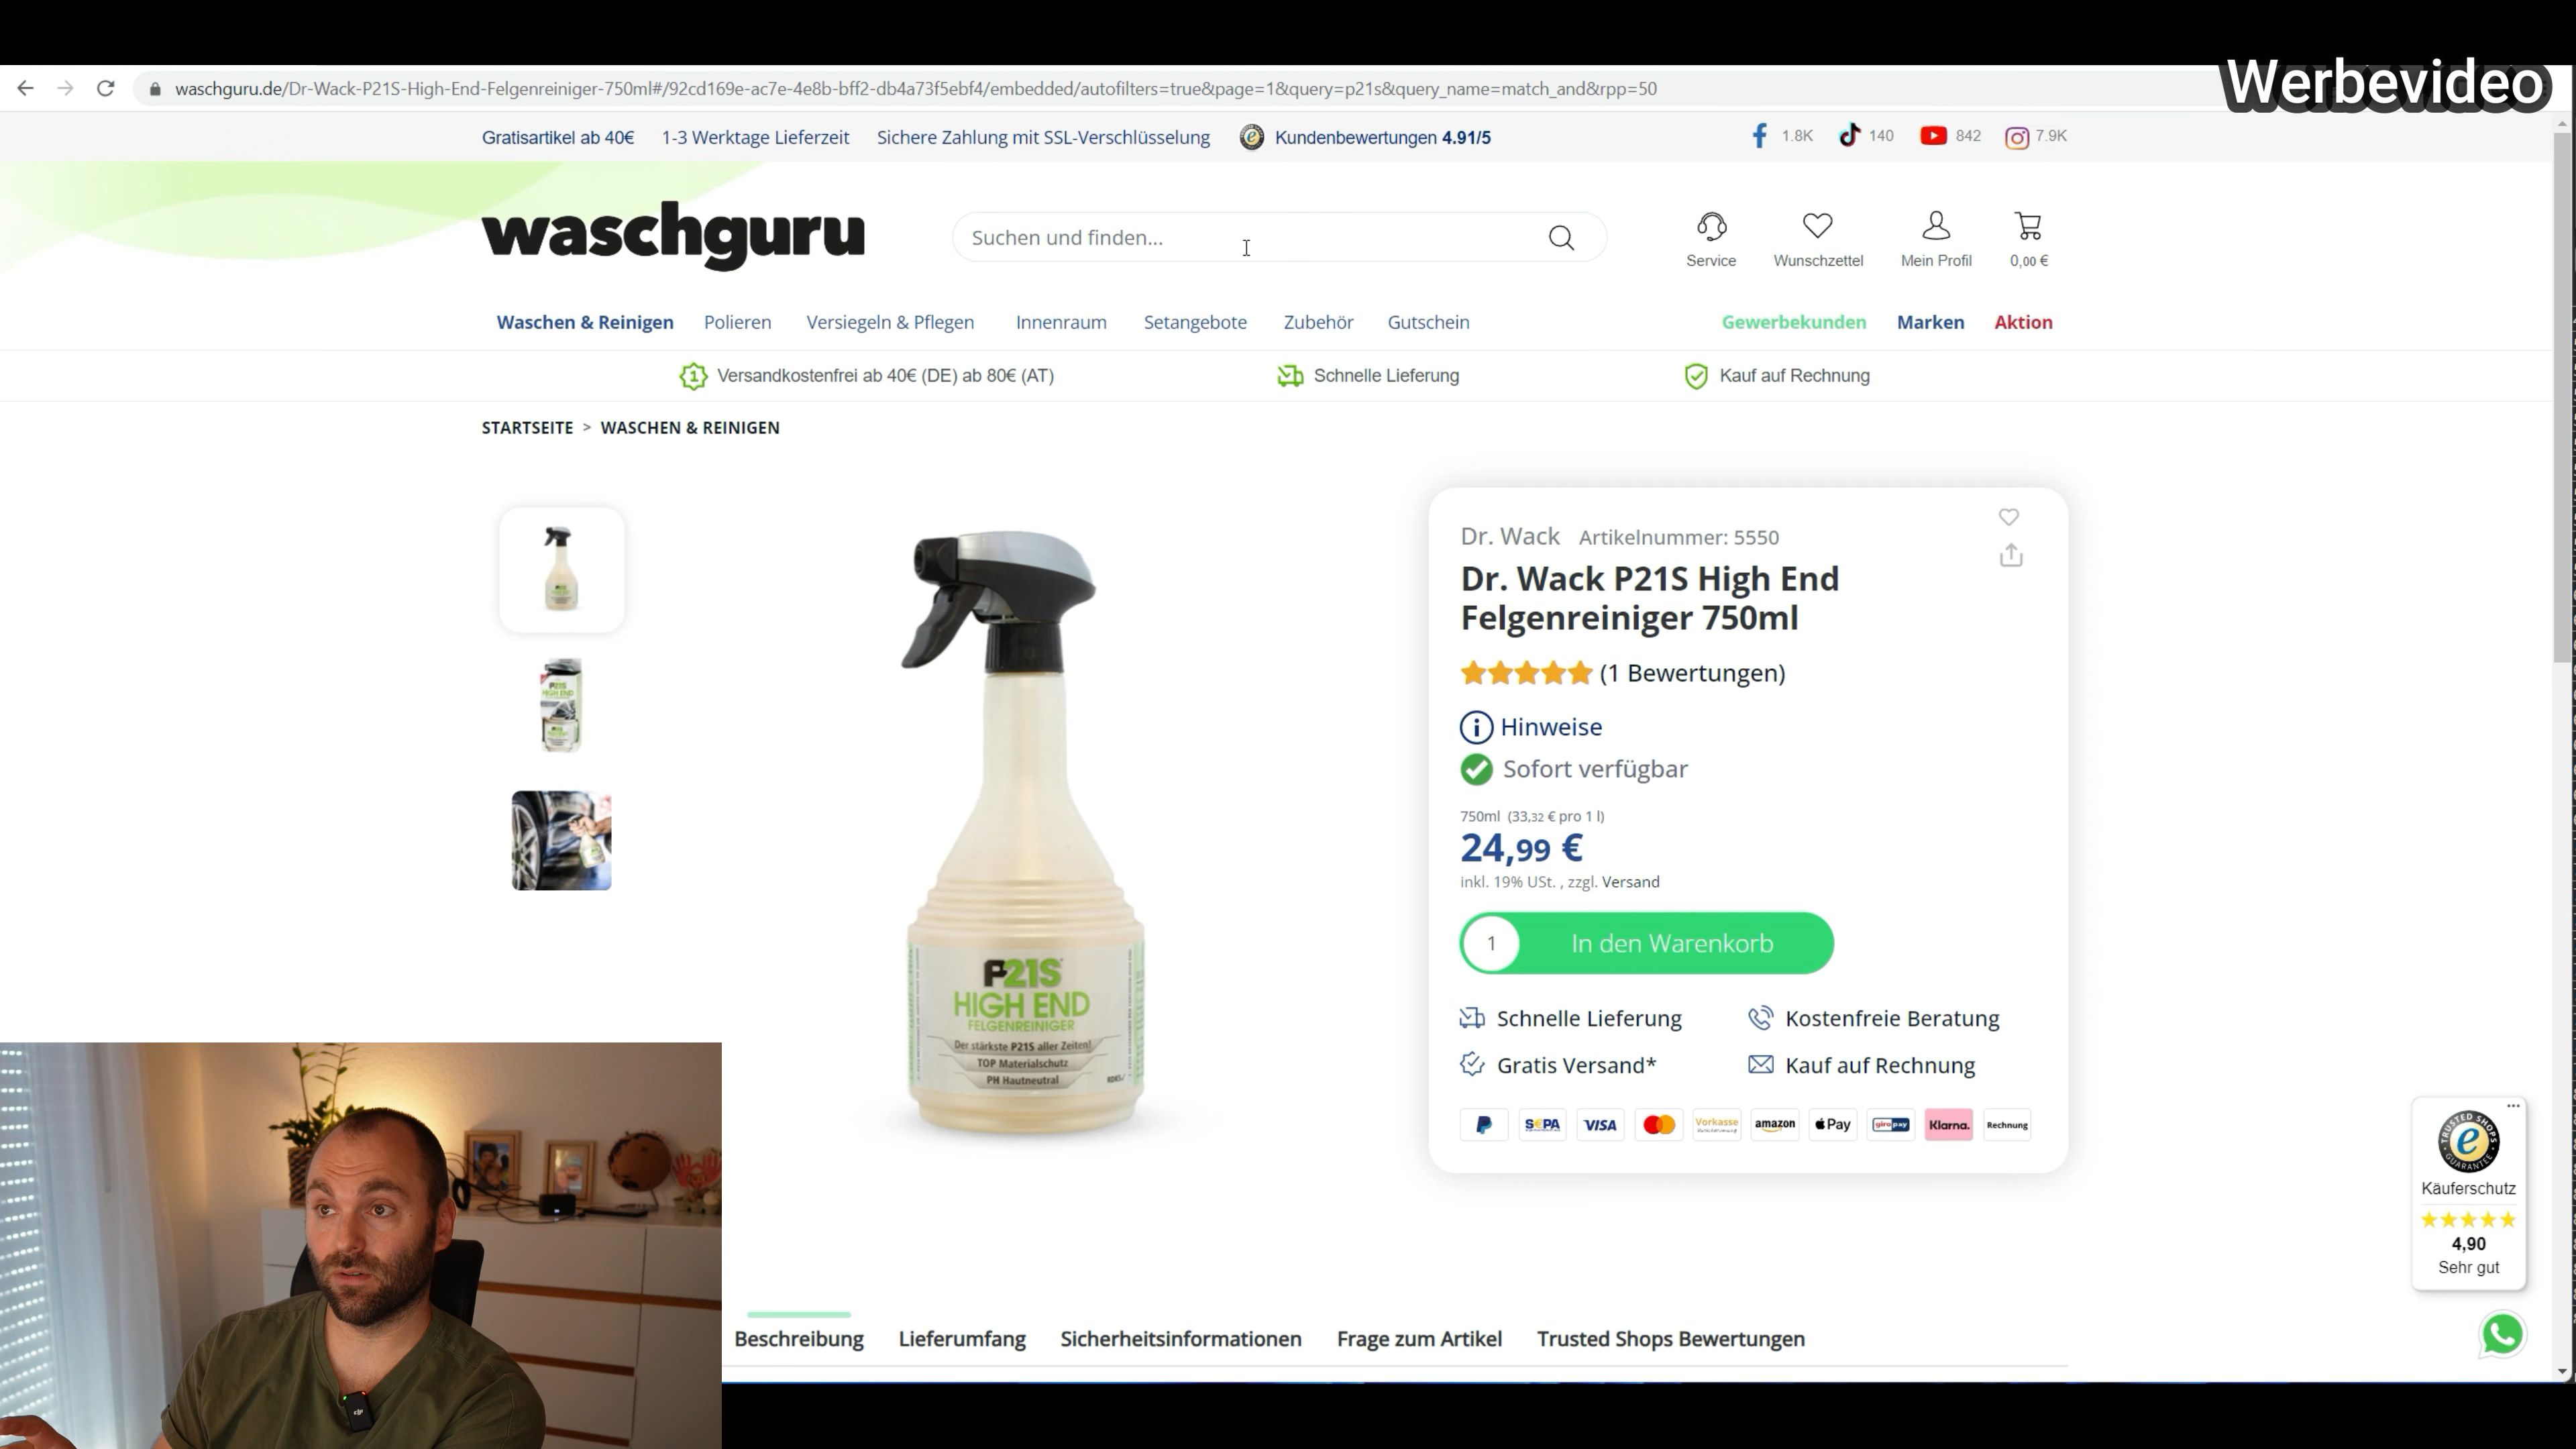 Werbevideo
waschguru.de/Dr-Wack-P21S-High-End-Felgenreiniger-750ml#/92cd169e-ac7e-4e8b-bff2-db4a73f5ebf4/embedded/autofilters=true&page=1&query=p21s&query_name=match_and&rpp=50
Gratisartikel ab 40€ 1-3 Werktage Lieferzeit Sichere Zahlung mit SSL-Verschlüsselung Kundenbewertungen 4.91/5 1.8K 140 842 7.9K
waschguru
Suchen und finden...
Service Wunschzettel Mein Profil 0,00 €
Waschen & Reinigen Polieren Versiegeln & Pflegen Innenraum Setangebote Zubehör Gutschein Gewerbekunden Marken Aktion
Versandkostenfrei ab 40€ (DE) ab 80€ (AT) Schnelle Lieferung Kauf auf Rechnung
STARTSEITE > WASCHEN & REINIGEN
P21S
HIGH END
FELGENREINIGER
Der stärkste P21S aller Zeiten!
TOP Materialschutz
PH Hautneutral
Dr. Wack Artikelnummer: 5550
Dr. Wack P21S High End
Felgenreiniger 750ml
(1 Bewertungen)
Hinweise
Sofort verfügbar
750ml (33,32 € pro 1 l)
24,99 €
inkl. 19% USt. , zzgl. Versand
1 In den Warenkorb
Schnelle Lieferung Kostenfreie Beratung
Gratis Versand* Kauf auf Rechnung
SEPA VISA Vorkasse amazon Pay giropay Klarna. Rechnung
TRUSTED SHOPS
GUARANTEE
Käuferschutz
4,90
Sehr gut
Beschreibung Lieferumfang Sicherheitsinformationen Frage zum Artikel Trusted Shops Bewertungen
dji